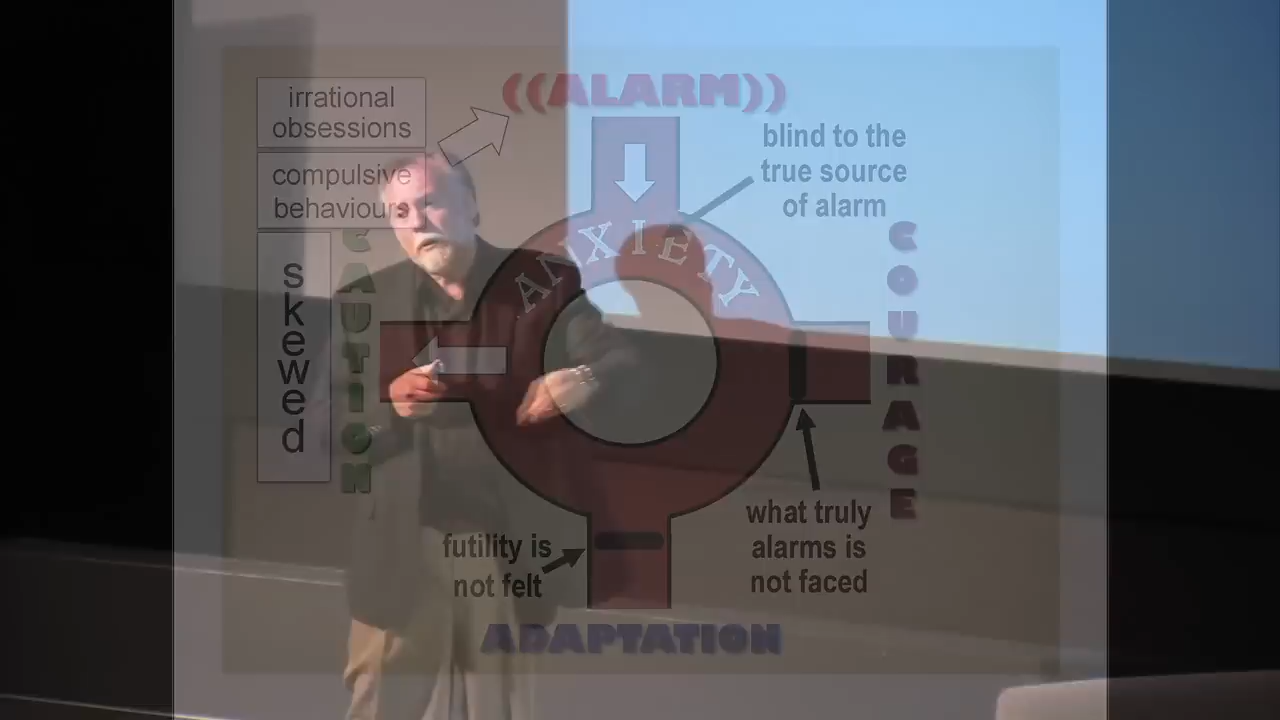 ((ALARM))
irrational
obsessions
compulsive
behaviour
skewed
CAUTION
ANXIETY
blind to the
true source
of alarm
COURAGE
futility is
not felt
what truly
alarms is
not faced
ADAPTATION